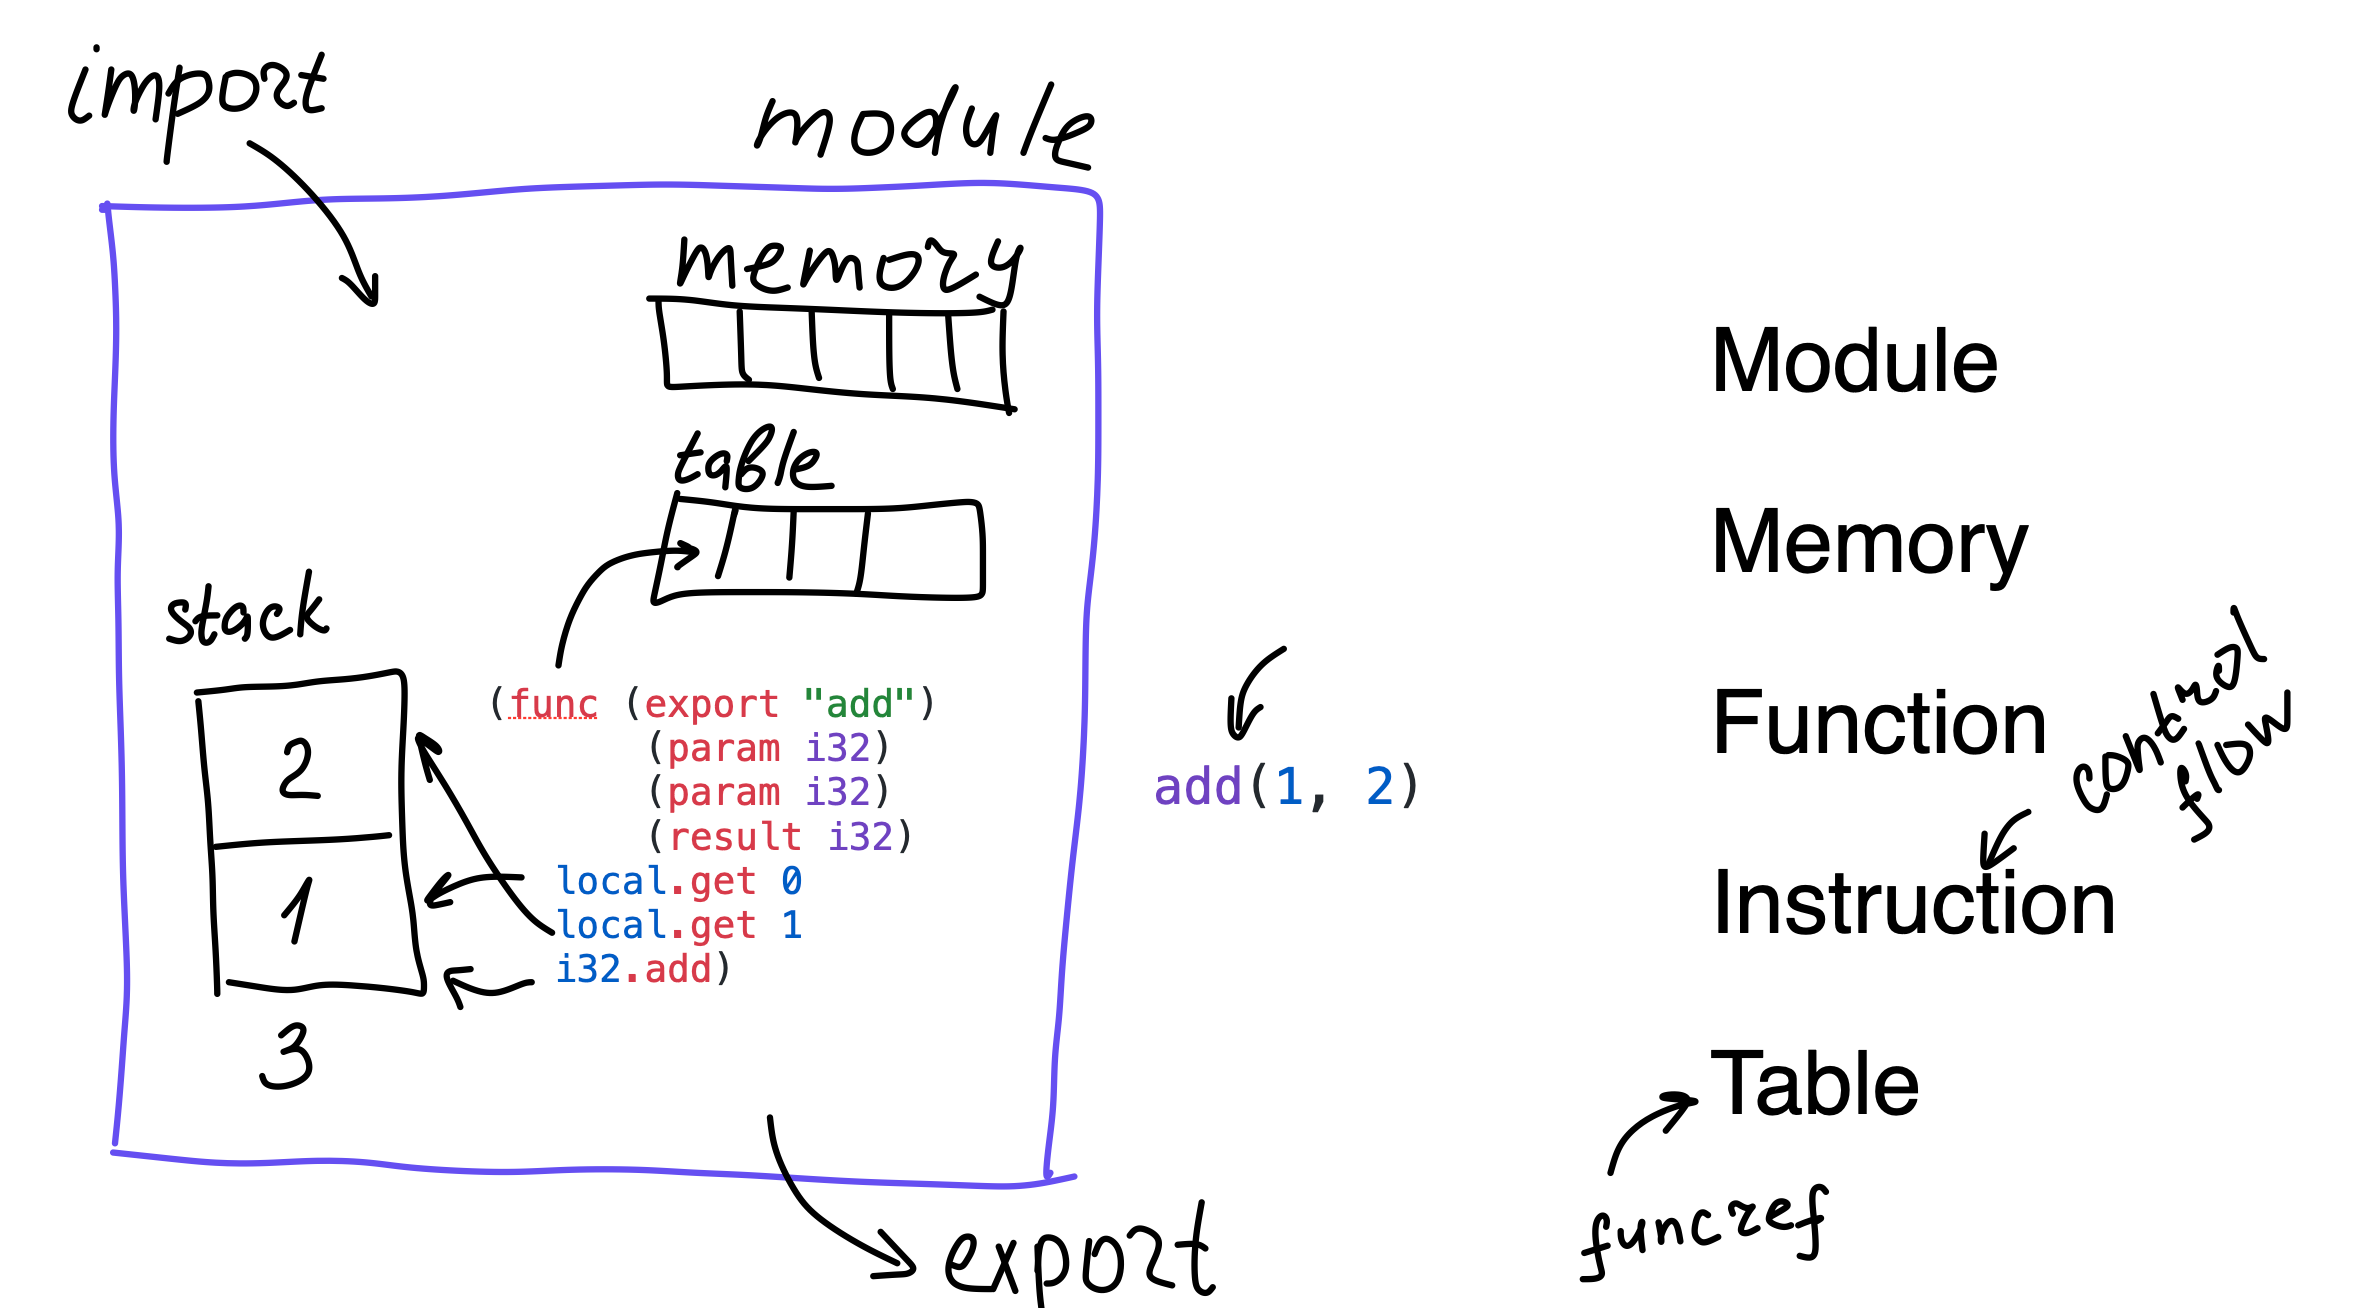 import
module
memory
table
stack
2
1
3
(func (export "add")
(param i32)
(param i32)
(result i32)
local.get 0
local.get 1
i32.add)
export
add(1, 2)
Module
Memory
Function
control
flow
Instruction
Table
funcref